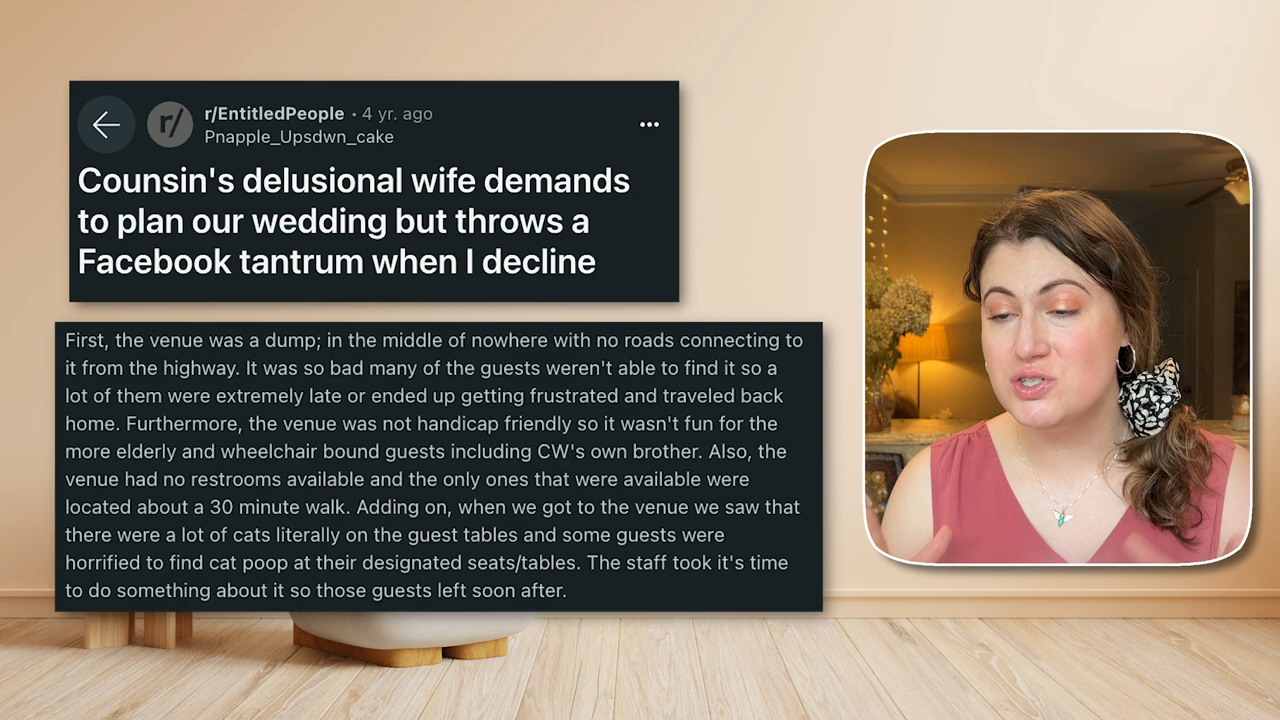 r/EntitledPeople • 4 yr. ago
Pnapple_Upsdwn_cake
Counsin's delusional wife demands
to plan our wedding but throws a
Facebook tantrum when I decline
First, the venue was a dump; in the middle of nowhere with no roads connecting to
it from the highway. It was so bad many of the guests weren't able to find it so a
lot of them were extremely late or ended up getting frustrated and traveled back
home. Furthermore, the venue was not handicap friendly so it wasn't fun for the
more elderly and wheelchair bound guests including CW's own brother. Also, the
venue had no restrooms available and the only ones that were available were
located about a 30 minute walk. Adding on, when we got to the venue we saw that
there were a lot of cats literally on the guest tables and some guests were
horrified to find cat poop at their designated seats/tables. The staff took it's time
to do something about it so those guests left soon after.